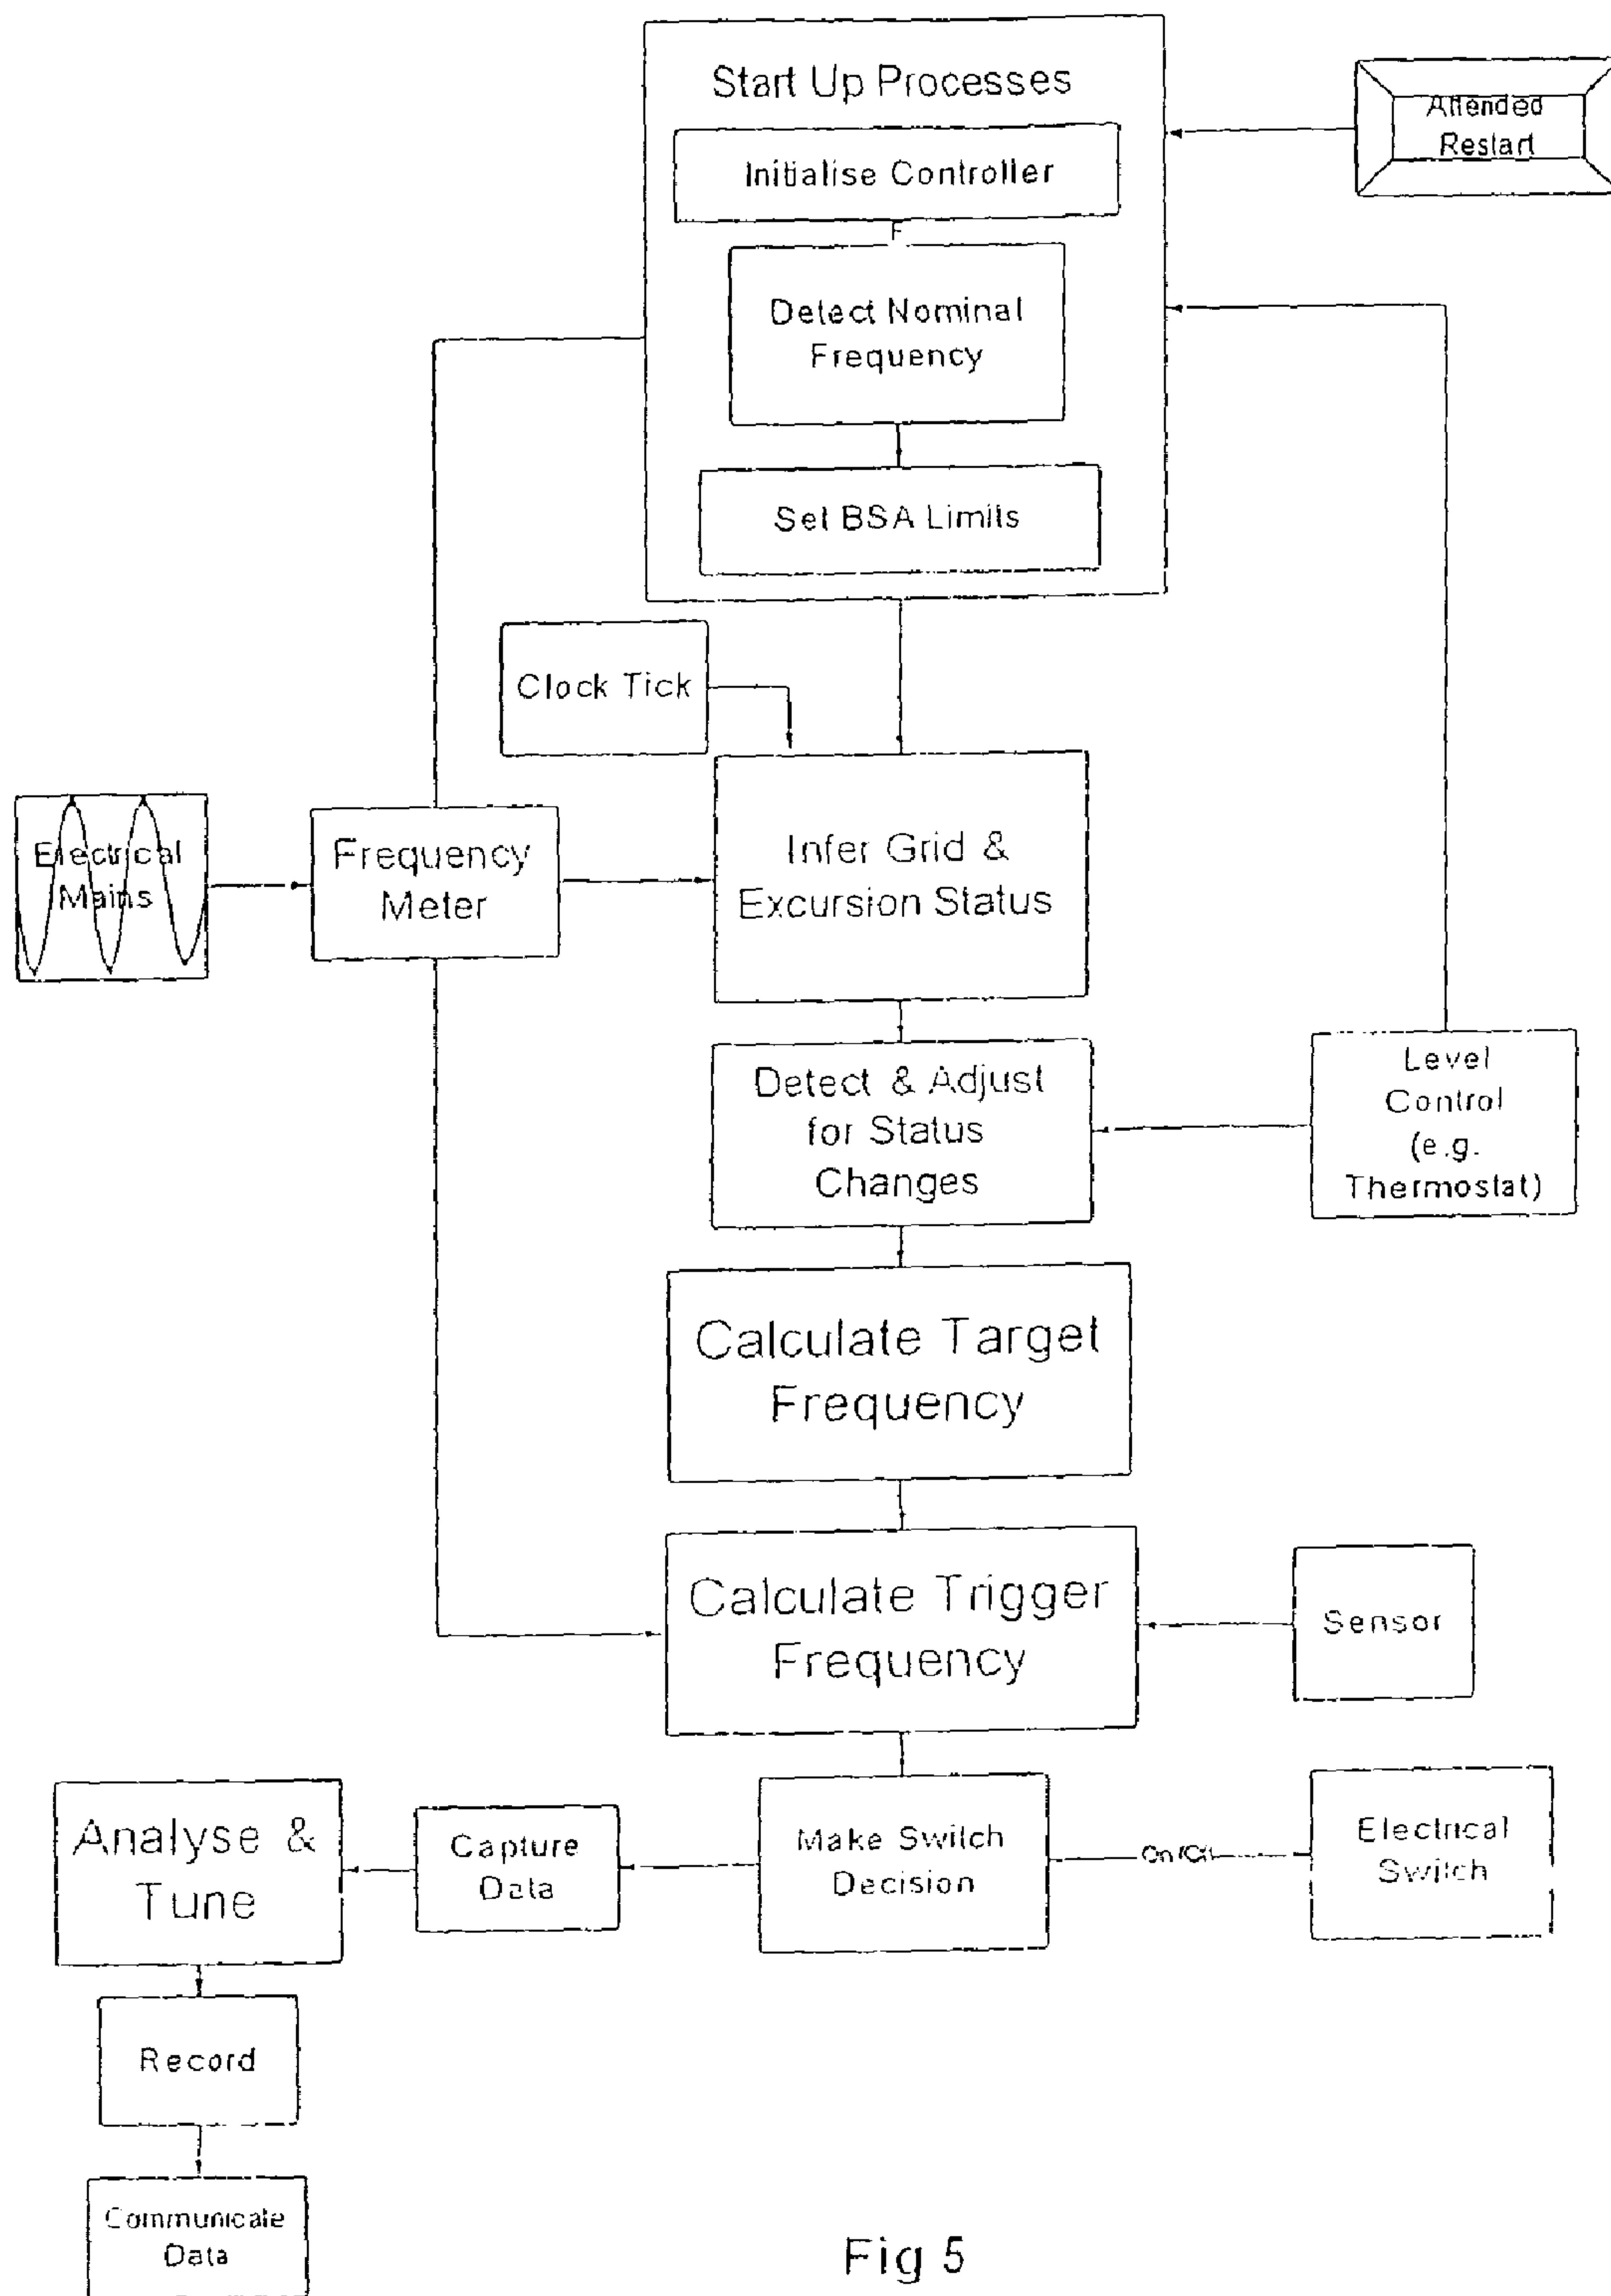 Start Up Processes
Attended
Restart
Initialise Controller
Detect Nominal
Frequency
Set BSA Limits
Clock Tick
Electrical
Mains
Frequency
Meter
Infer Grid &
Excursion Status
Detect & Adjust
for Status
Changes
Level
Control
(e.g.
Thermostat)
Calculate Target
Frequency
Calculate Trigger
Frequency
Sensor
Analyse &
Tune
Capture
Data
Make Switch
Decision
On/Off
Electrical
Switch
Record
Communicate
Data
Fig 5